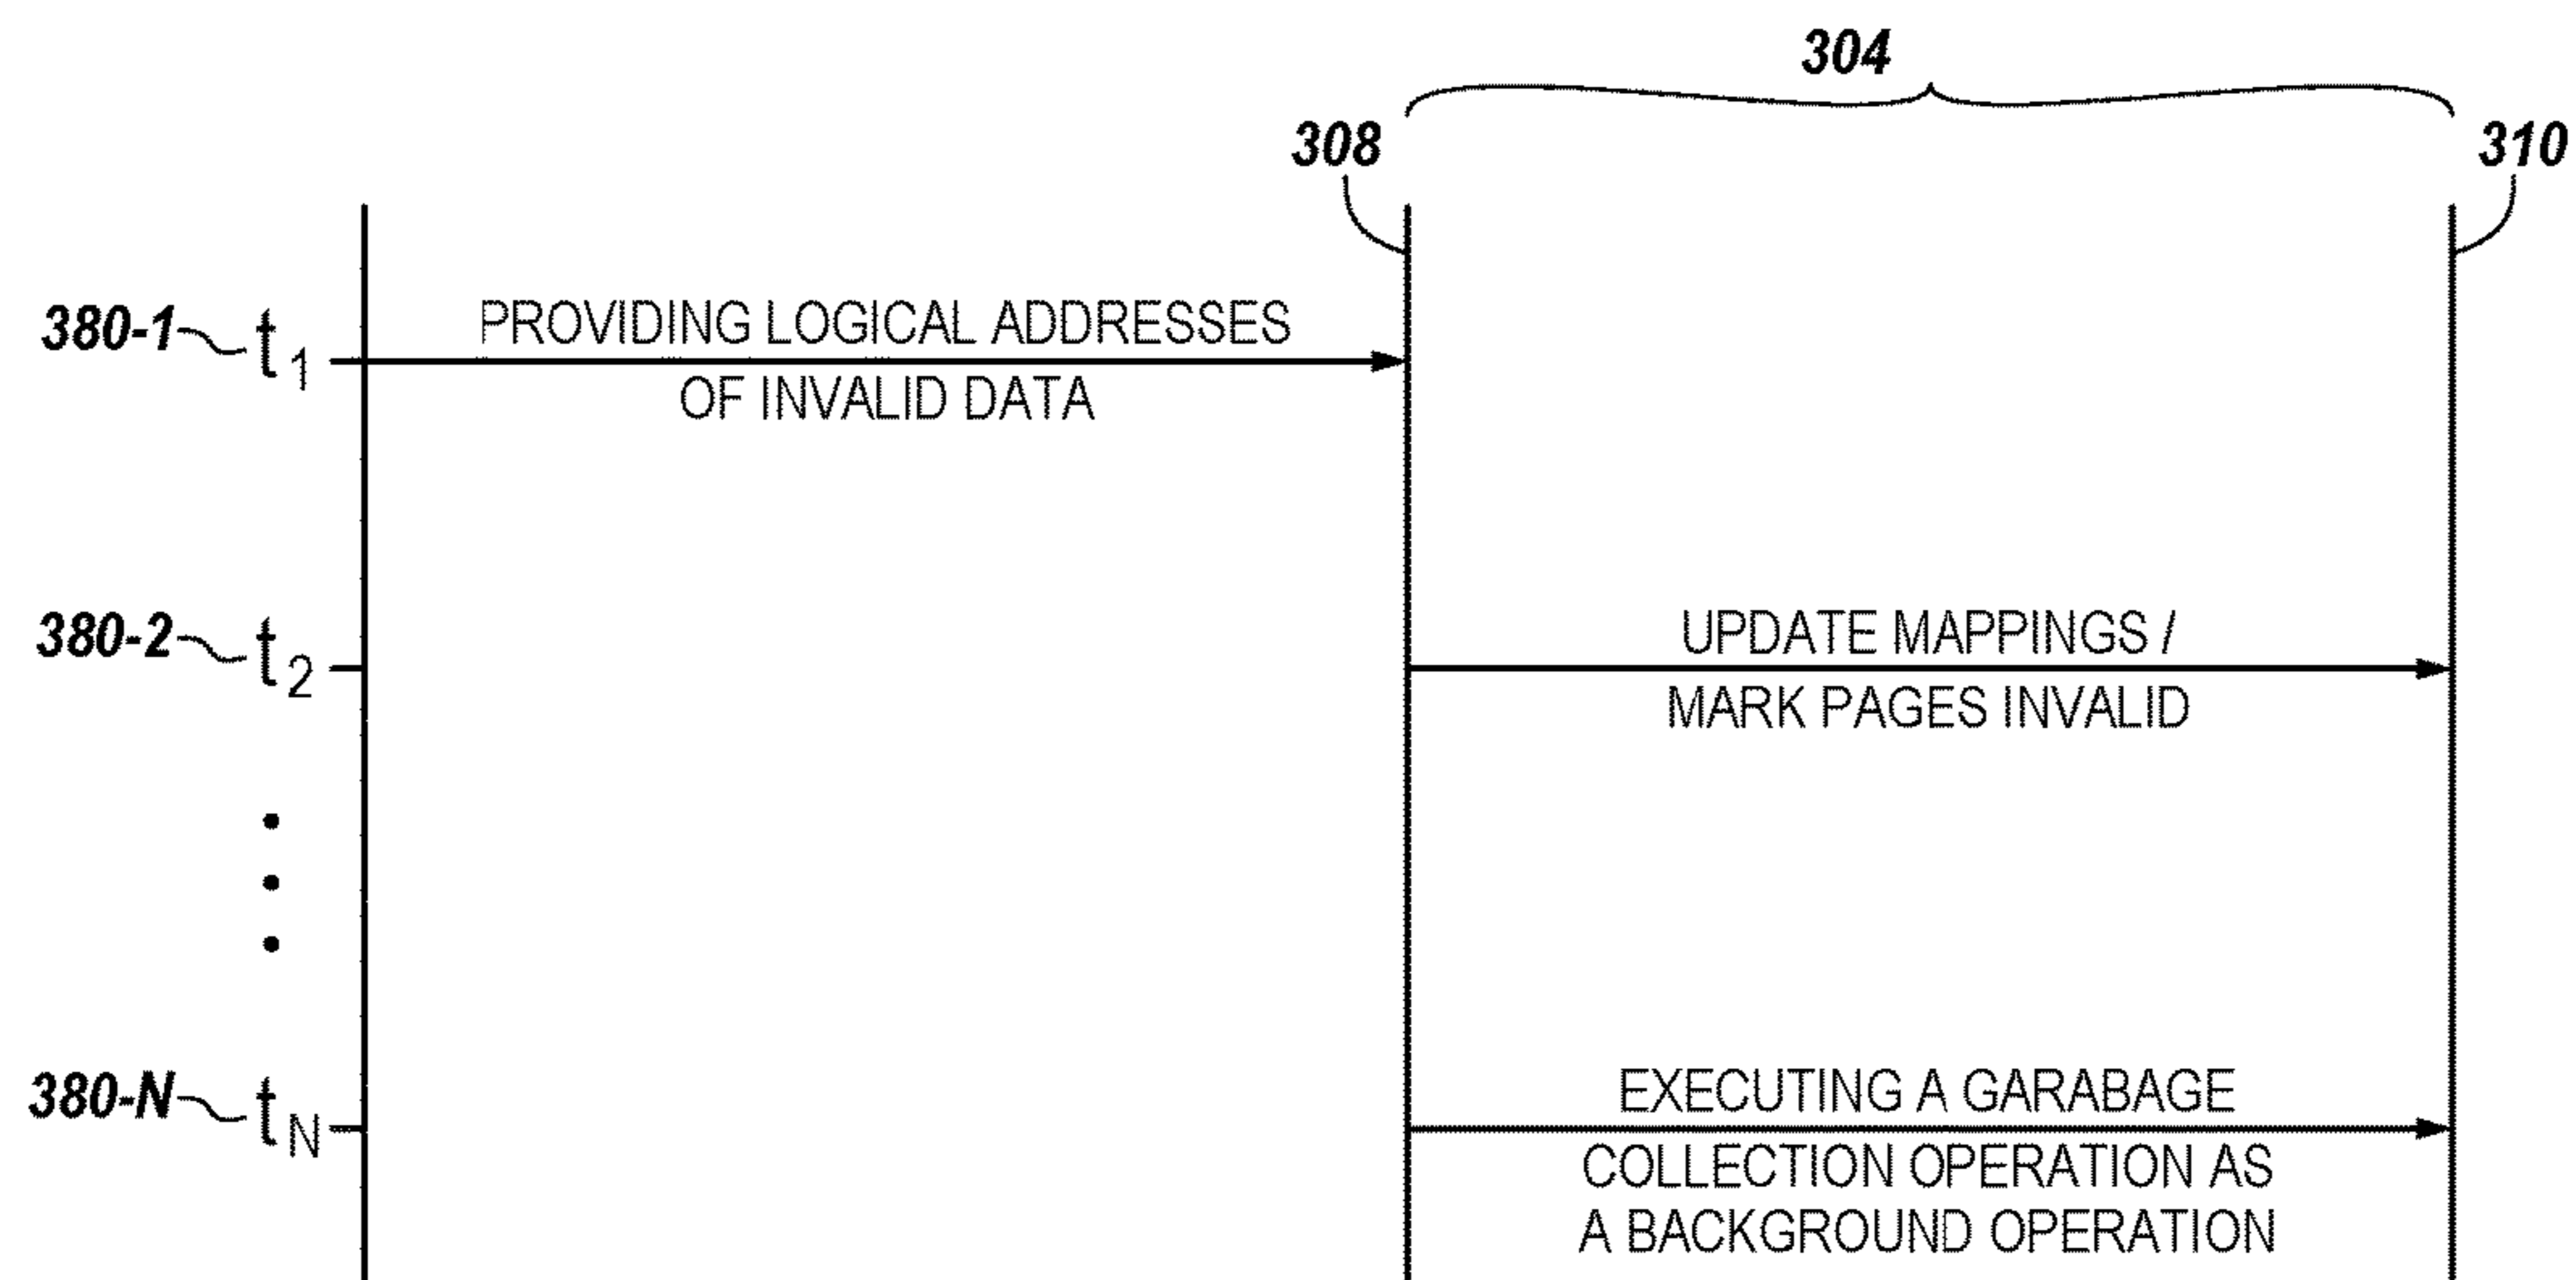 304
308
310
380-1 t1
PROVIDING LOGICAL ADDRESSES
OF INVALID DATA
380-2 t2
UPDATE MAPPINGS /
MARK PAGES INVALID
380-N tN
EXECUTING A GARABAGE
COLLECTION OPERATION AS
A BACKGROUND OPERATION